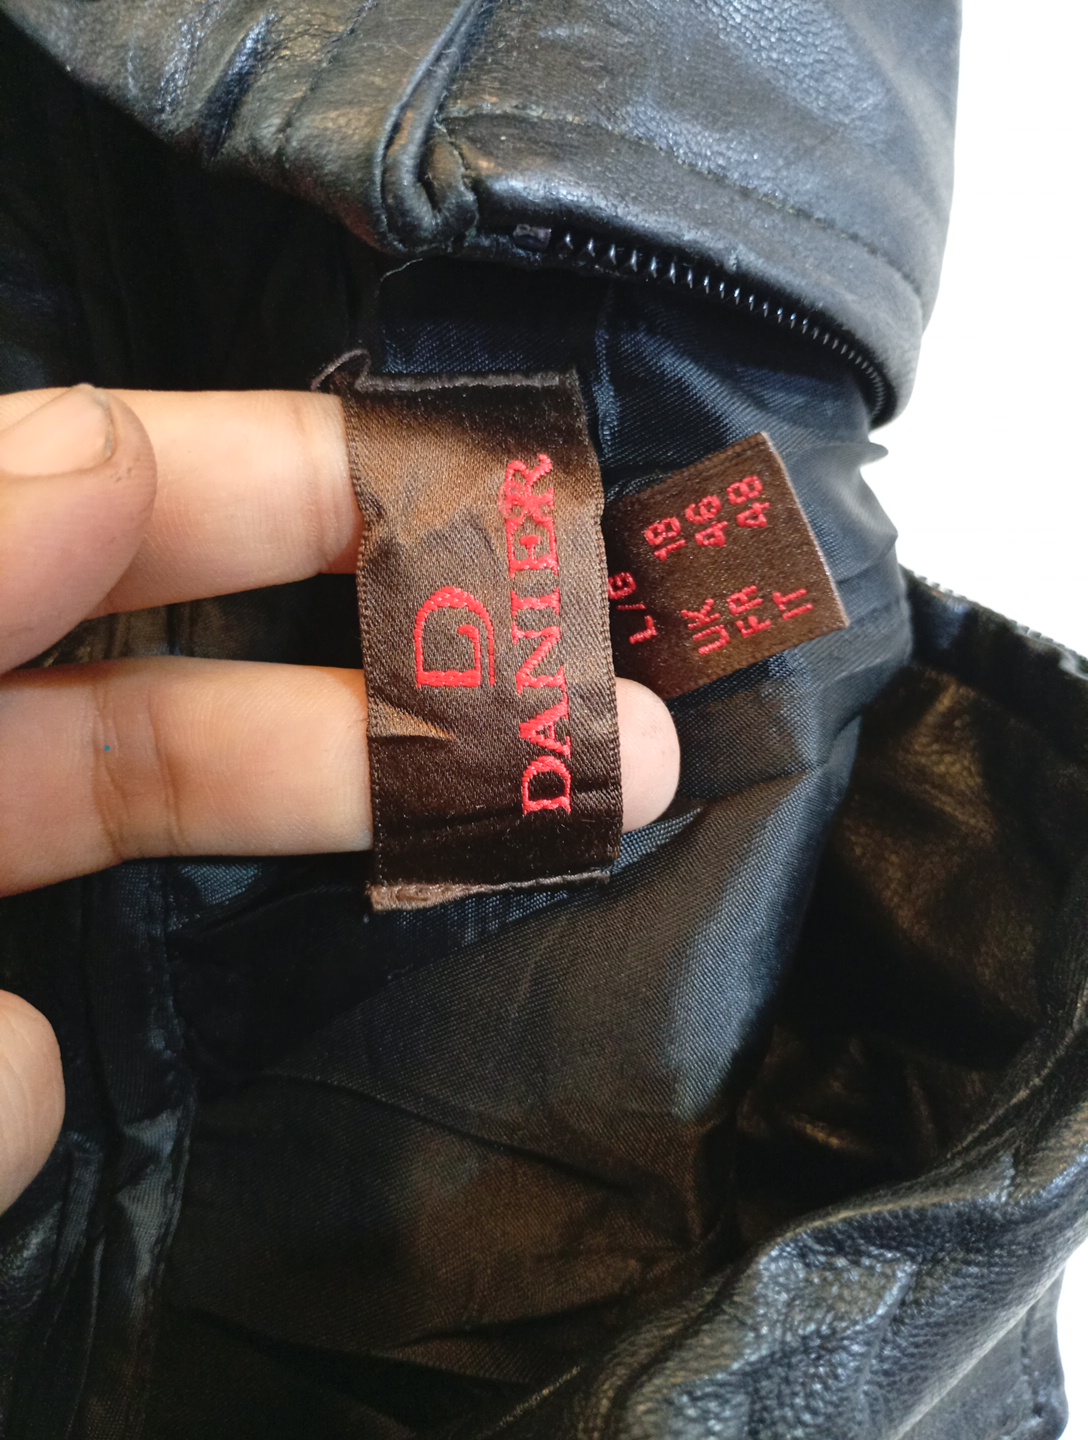 D
DANIER
L/G
UK 18
FR 46
IT 48